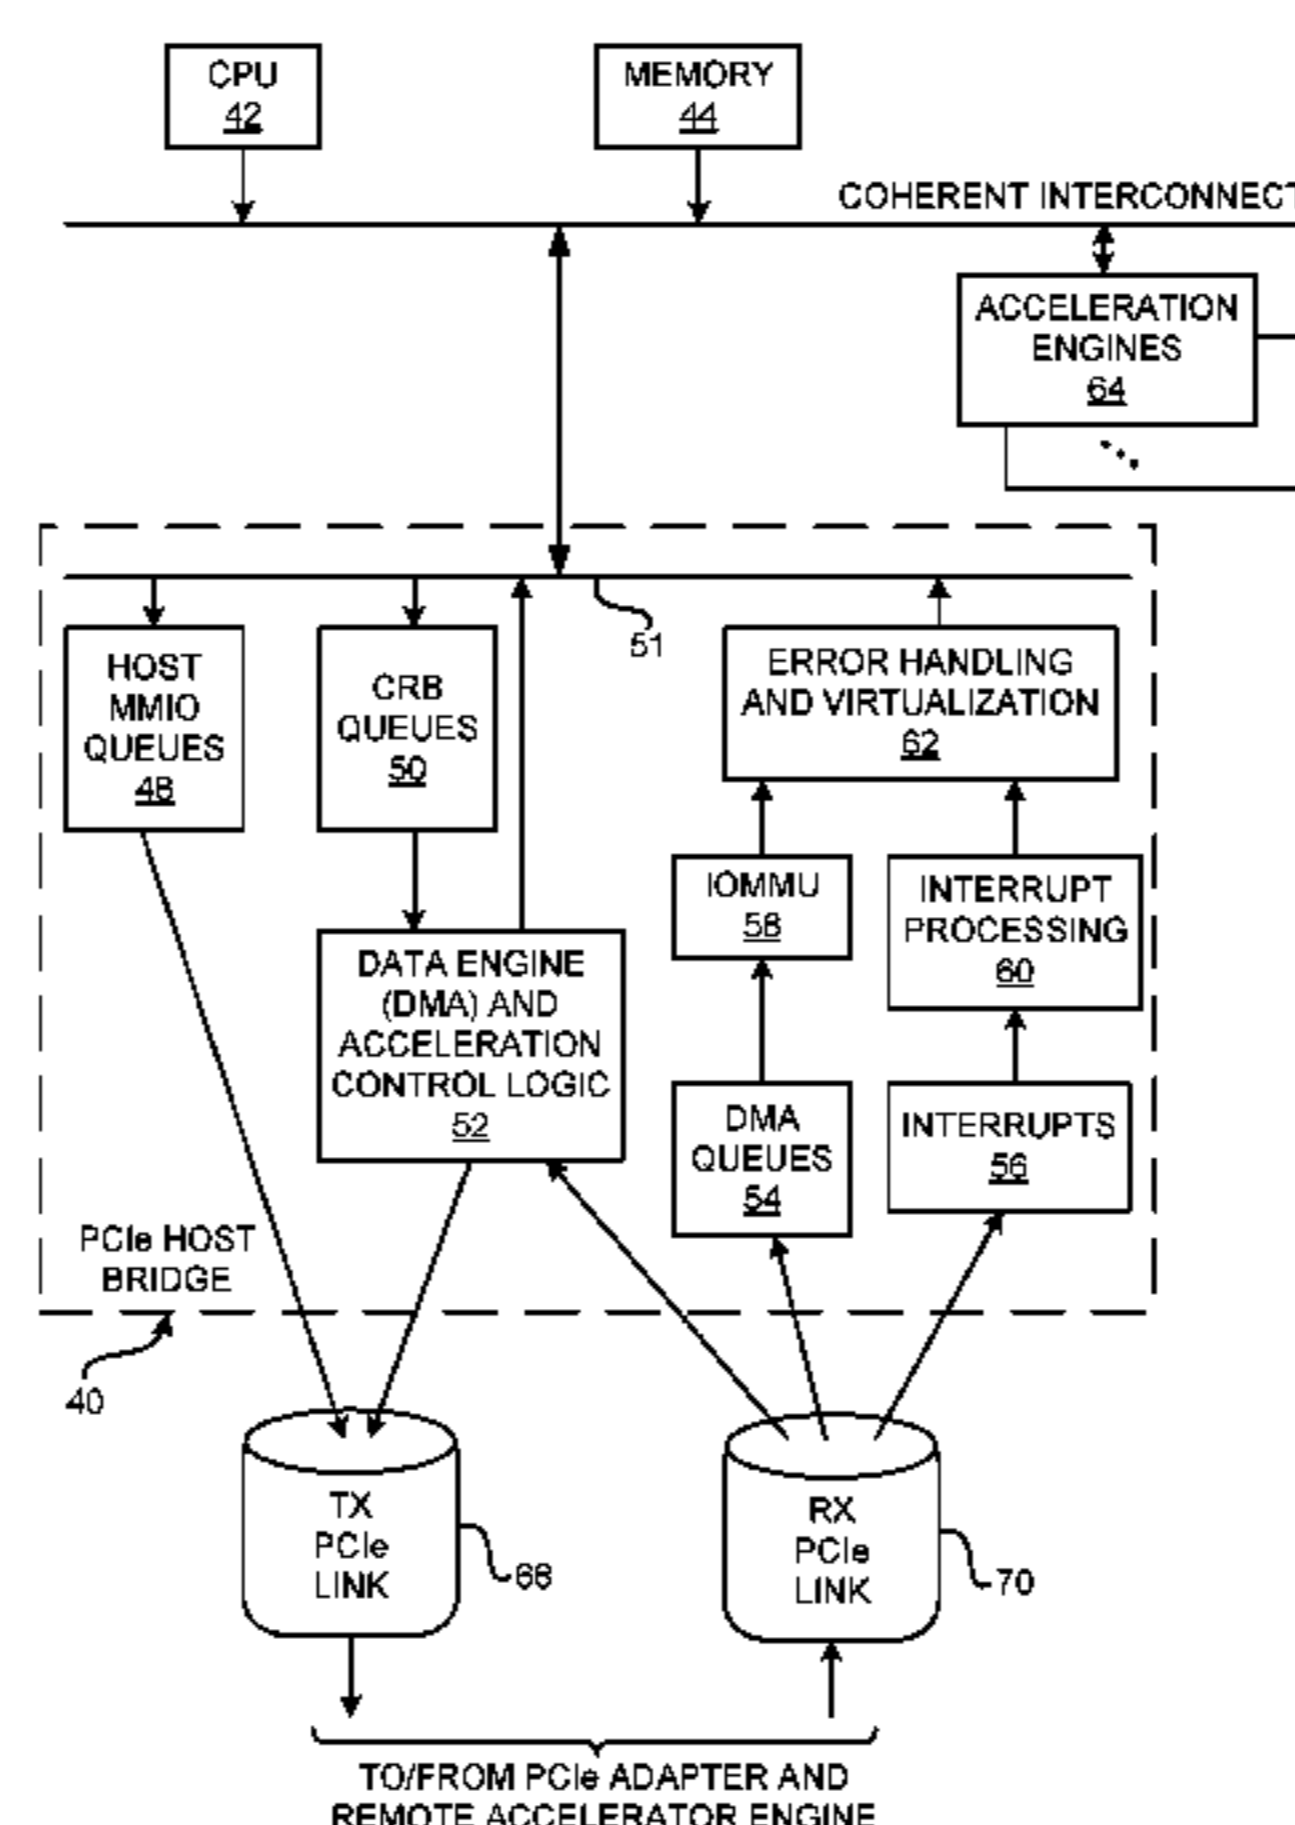 CPU
42
MEMORY
44
COHERENT INTERCONNECT
ACCELERATION
ENGINES
64
51
HOST
MMIO
QUEUES
48
CRB
QUEUES
50
ERROR HANDLING
AND VIRTUALIZATION
62
IOMMU
58
INTERRUPT
PROCESSING
60
DATA ENGINE
(DMA) AND
ACCELERATION
CONTROL LOGIC
52
DMA
QUEUES
54
INTERRUPTS
56
PCIe HOST
BRIDGE
40
TX
PCIe
LINK
68
RX
PCIe
LINK
70
TO/FROM PCIe ADAPTER AND
REMOTE ACCELERATOR ENGINE